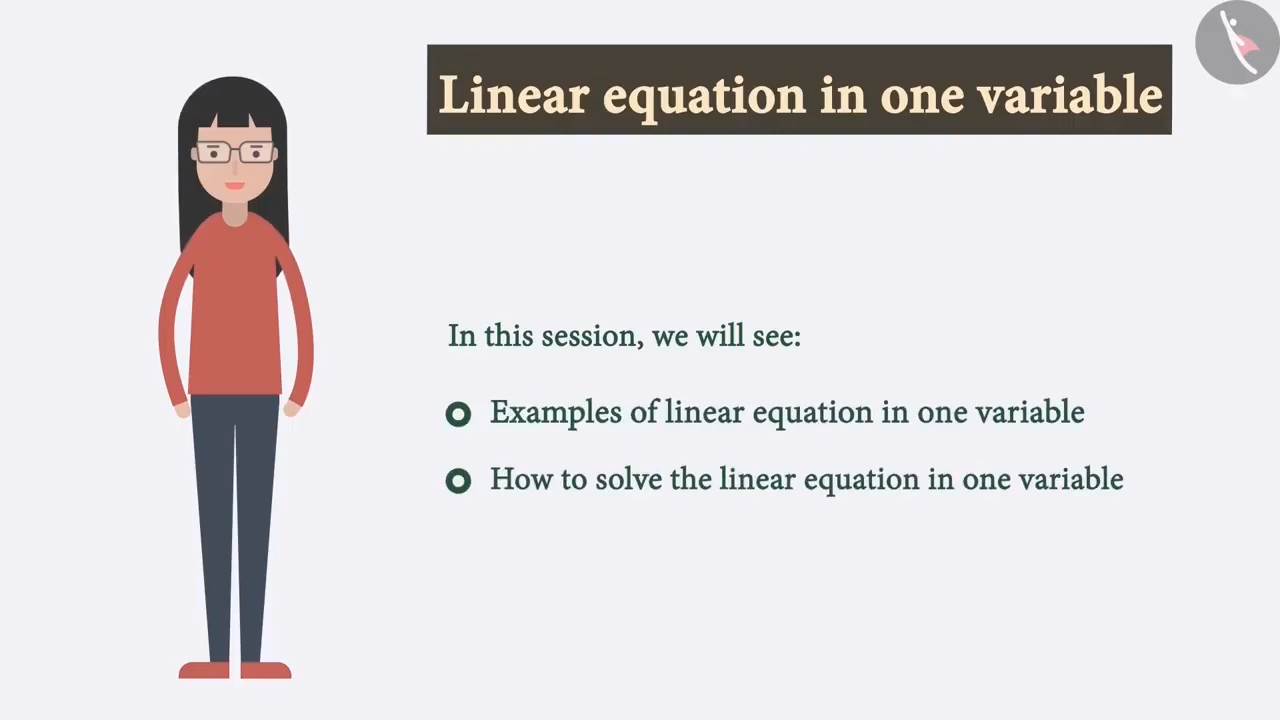 Linear equation in one variable
In this session, we will see:
Examples of linear equation in one variable
How to solve the linear equation in one variable